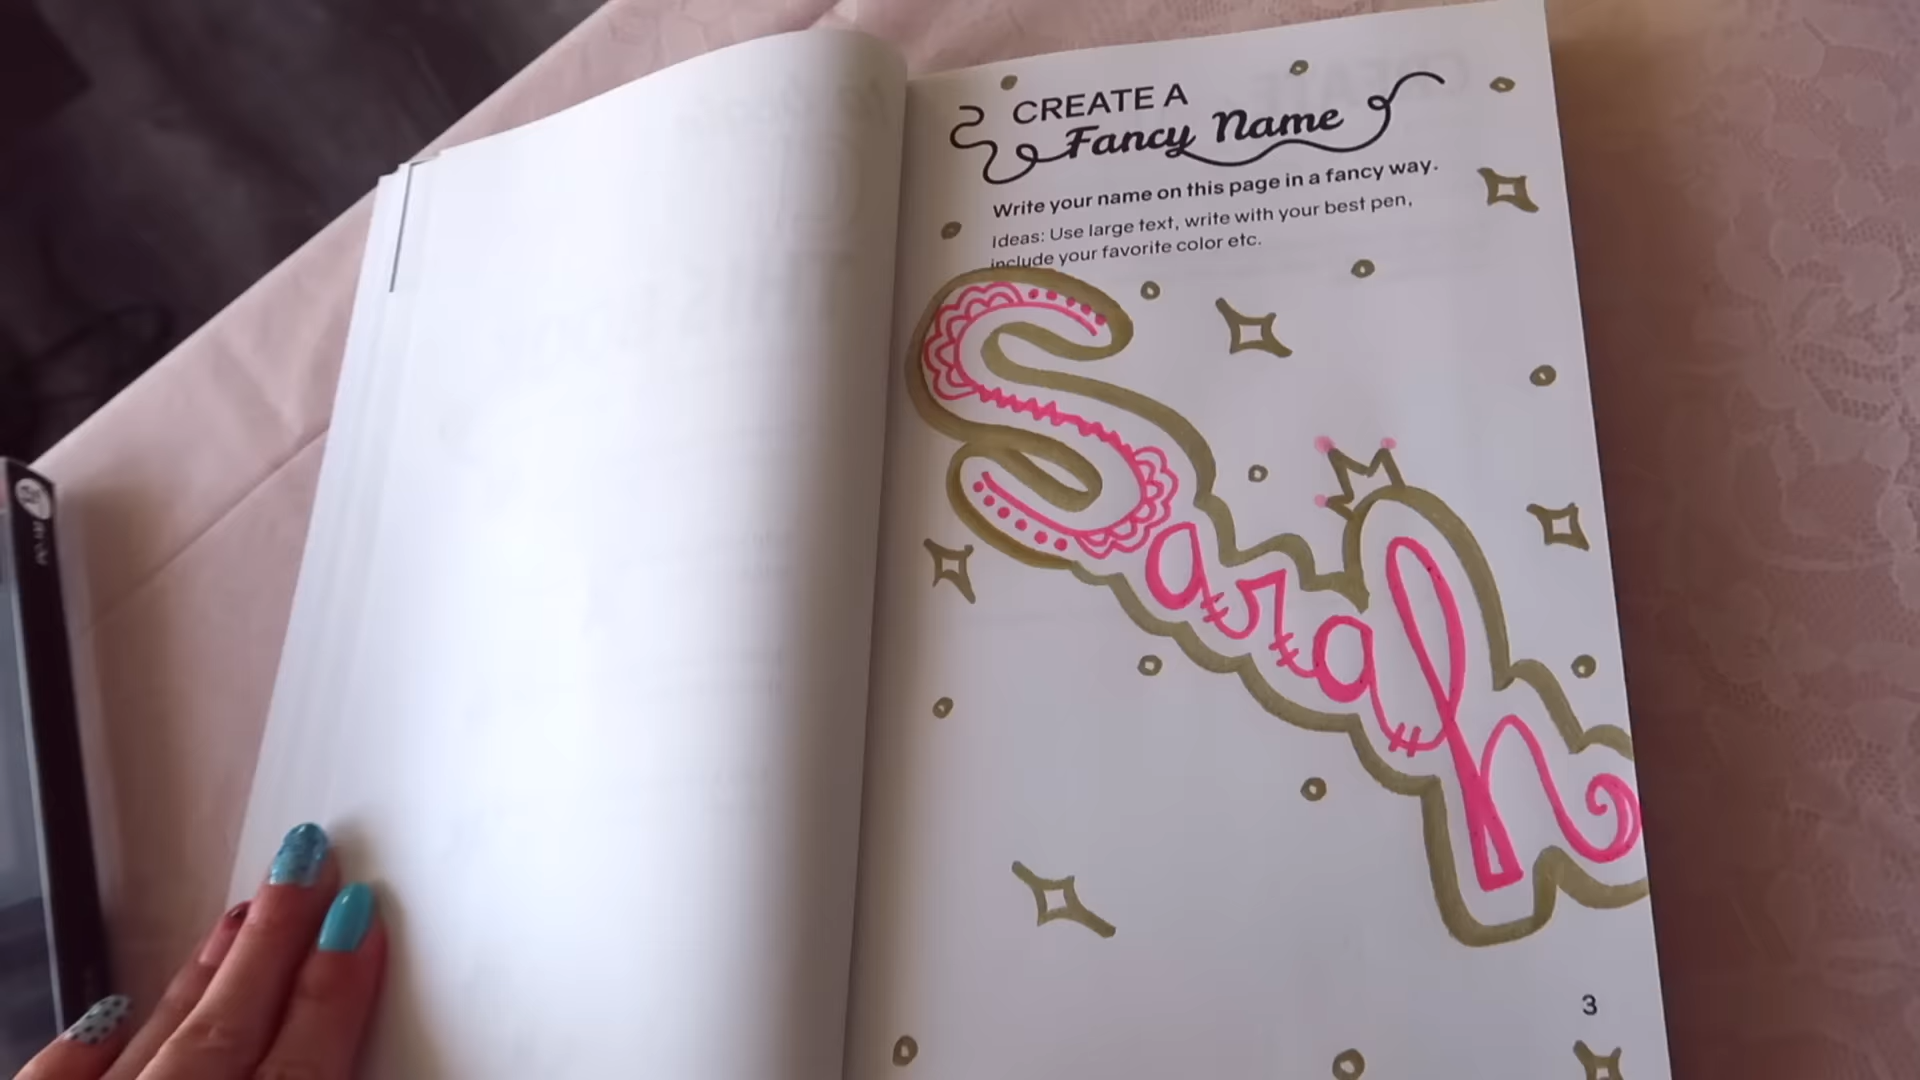 CREATE A
Fancy Name
Write your name on this page in a fancy way.
Ideas: Use large text, write with your best pen,
include your favorite color etc.
Sarah
3